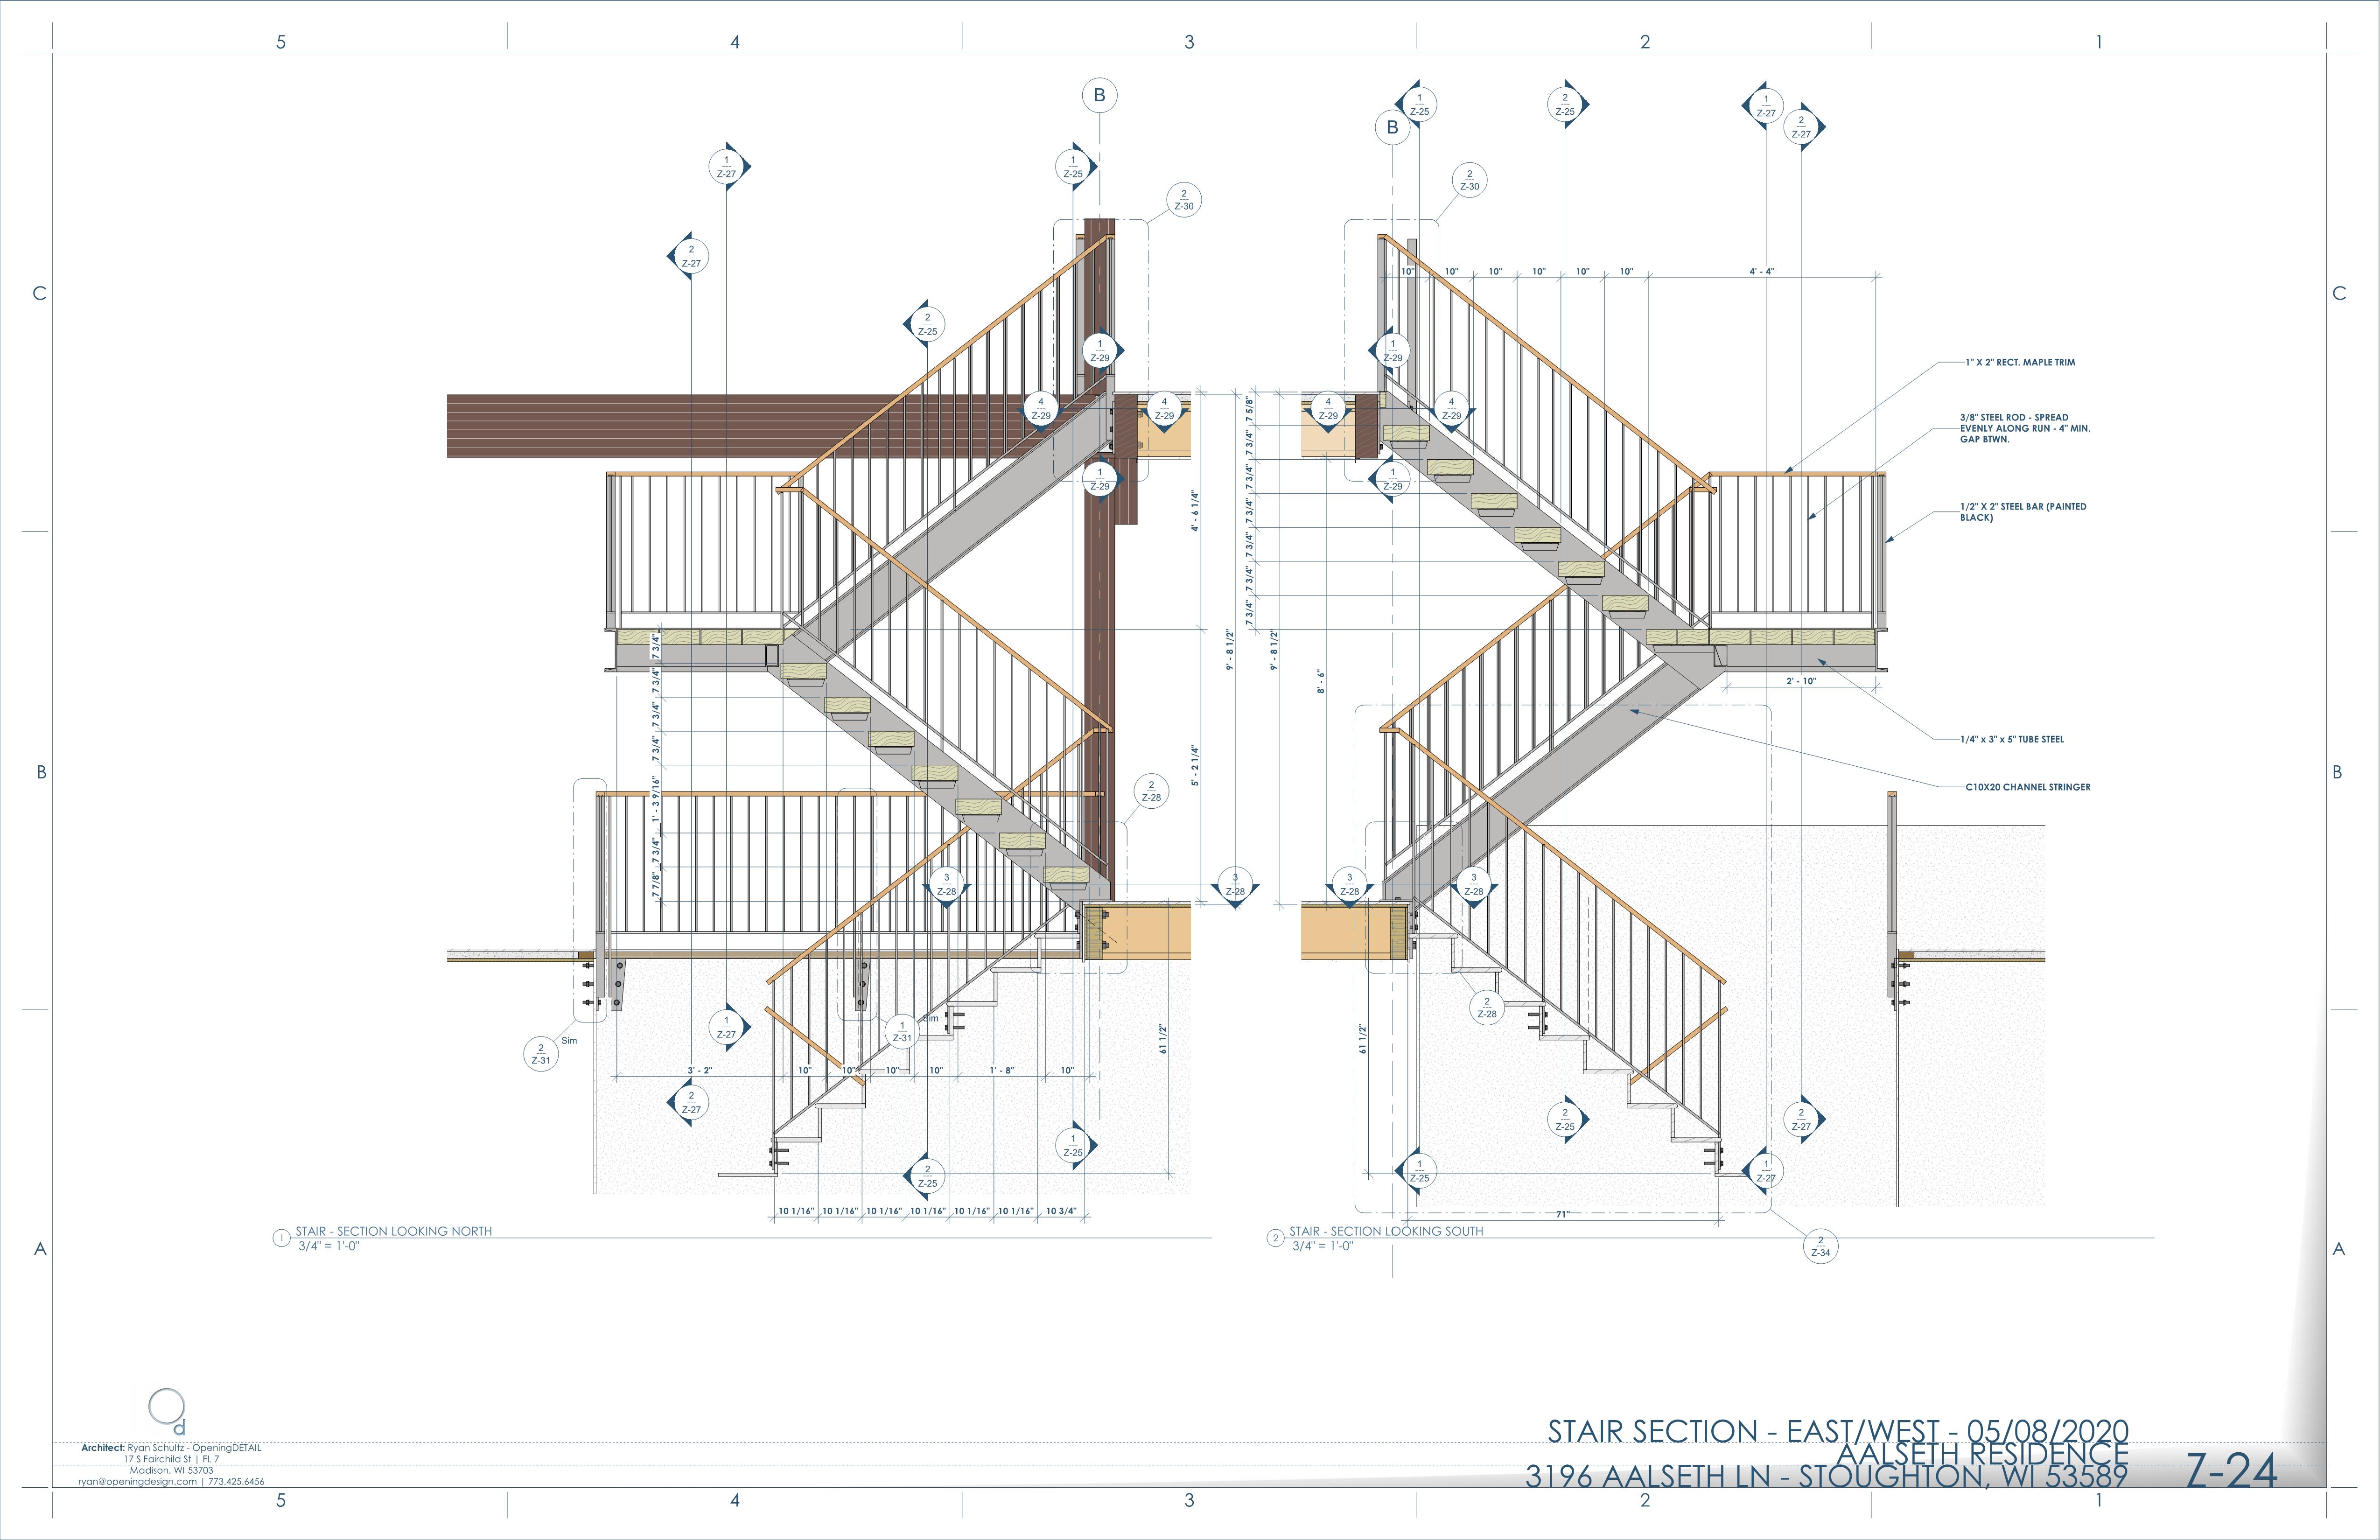 5 4 3 2 1
C C
B B
A A
B
1
Z-27
1
Z-25
2
Z-30
2
Z-27
2
Z-25
1
Z-29
4
Z-29
4
Z-29
1
Z-29
4' - 6 1/4"
5' - 2 1/4"
9' - 8 1/2"
7 3/4"
7 3/4"
7 3/4"
7 3/4"
1' - 3 9/16"
7 3/4"
7 7/8"
2
Z-28
3
Z-28
3
Z-28
2
Z-31
Sim
1
Z-31
Sim
1
Z-27
2
Z-27
2
Z-25
1
Z-25
61 1/2"
3' - 2" 10" 10" 10" 10" 1' - 8" 10"
10 1/16" 10 1/16" 10 1/16" 10 1/16" 10 1/16" 10 1/16" 10 3/4"
1 STAIR - SECTION LOOKING NORTH
3/4" = 1'-0"
B
1
Z-25
2
Z-25
1
Z-27
2
Z-27
2
Z-30
10" 10" 10" 10" 10" 10" 4' - 4"
1
Z-29
4
Z-29
4
Z-29
1
Z-29
7 5/8"
7 3/4"
7 3/4"
7 3/4"
7 3/4"
7 3/4"
7 3/4"
9' - 8 1/2"
8' - 6"
1" X 2" RECT. MAPLE TRIM
3/8" STEEL ROD - SPREAD
EVENLY ALONG RUN - 4" MIN.
GAP BTWN.
1/2" X 2" STEEL BAR (PAINTED
BLACK)
2' - 10"
1/4" x 3" x 5" TUBE STEEL
C10X20 CHANNEL STRINGER
3
Z-28
3
Z-28
2
Z-28
61 1/2"
2
Z-25
2
Z-27
1
Z-25
1
Z-27
71"
2
Z-34
2 STAIR - SECTION LOOKING SOUTH
3/4" = 1'-0"
d
Architect: Ryan Schultz - OpeningDETAIL
17 S Fairchild St | FL 7
Madison, WI 53703
ryan@openingdesign.com | 773.425.6456
STAIR SECTION - EAST/WEST - 05/08/2020
AALSETH RESIDENCE
3196 AALSETH LN - STOUGHTON, WI 53589
Z-24
5 4 3 2 1